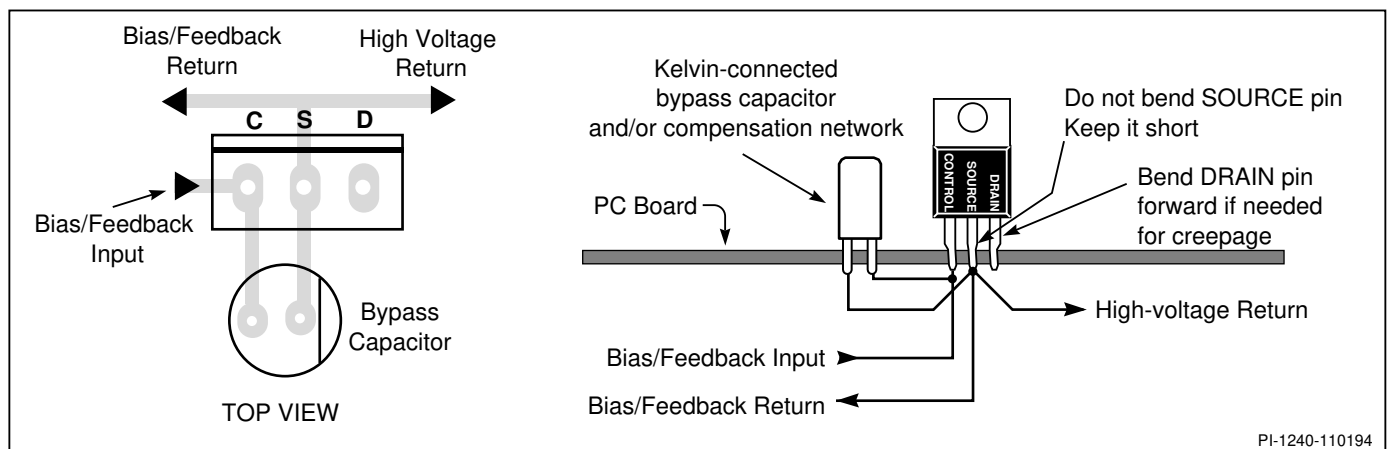 Bias/Feedback
Return
High Voltage
Return
C S D
Bias/Feedback
Input
Bypass
Capacitor
TOP VIEW
Kelvin-connected
bypass capacitor
and/or compensation network
PC Board
CONTROL
SOURCE
DRAIN
Do not bend SOURCE pin
Keep it short
Bend DRAIN pin
forward if needed
for creepage
High-voltage Return
Bias/Feedback Input
Bias/Feedback Return
PI-1240-110194